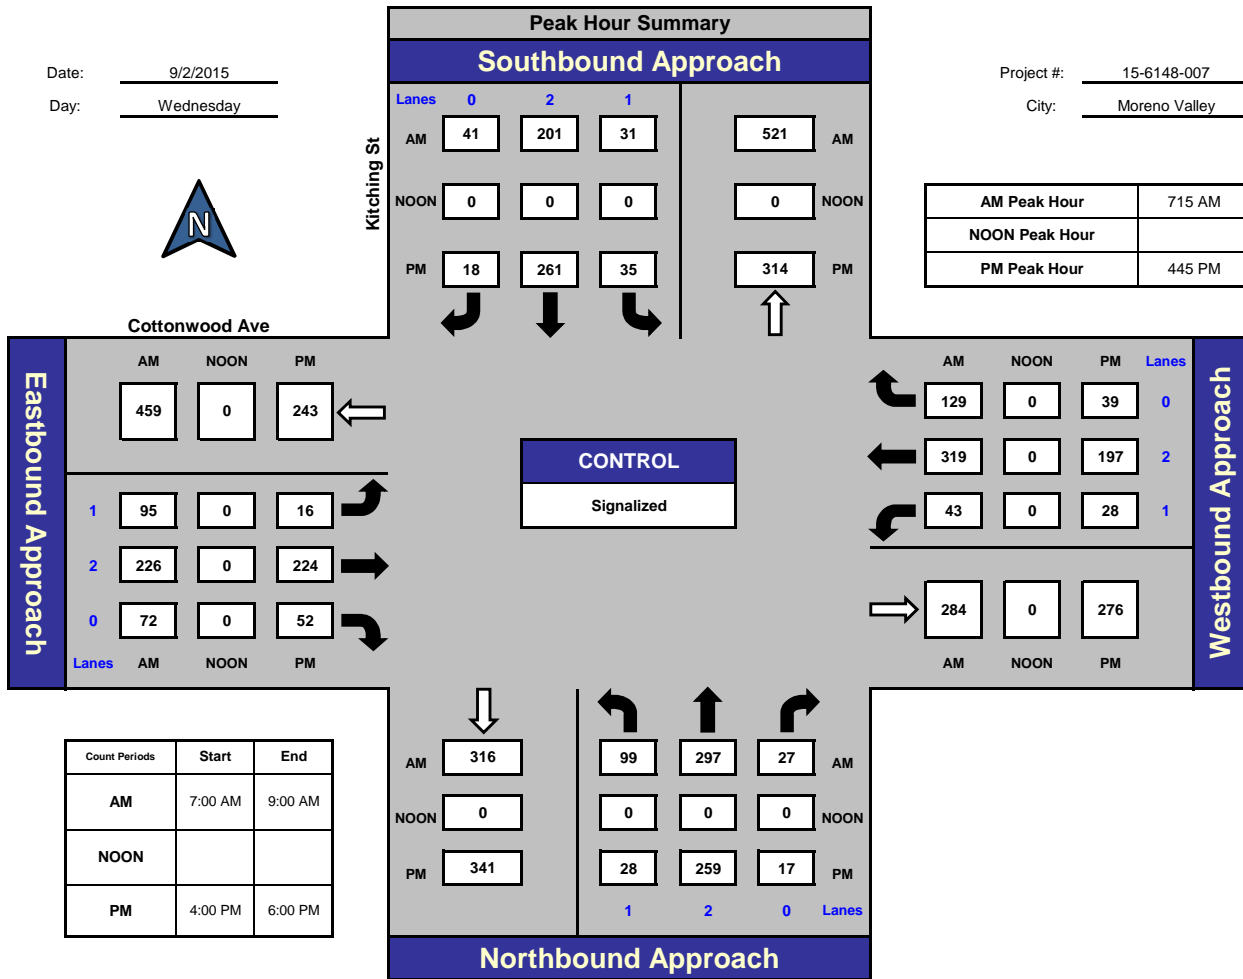 Peak Hour Summary
Southbound Approach
Date: 9/2/2015
Day: Wednesday
Project #: 15-6148-007
City: Moreno Valley
N
Kitching St
Lanes 0 2 1
AM 41 201 31 521 AM
NOON 0 0 0 0 NOON
PM 18 261 35 314 PM
AM Peak Hour 715 AM
NOON Peak Hour
PM Peak Hour 445 PM
Cottonwood Ave
Eastbound Approach
AM NOON PM
459 0 243
1 95 0 16
2 226 0 224
0 72 0 52
Lanes AM NOON PM
CONTROL
Signalized
AM NOON PM Lanes
129 0 39 0
319 0 197 2
43 0 28 1
284 0 276
AM NOON PM
Westbound Approach
Count Periods Start End
AM 7:00 AM 9:00 AM
NOON
PM 4:00 PM 6:00 PM
AM 316 99 297 27 AM
NOON 0 0 0 0 NOON
PM 341 28 259 17 PM
1 2 0 Lanes
Northbound Approach